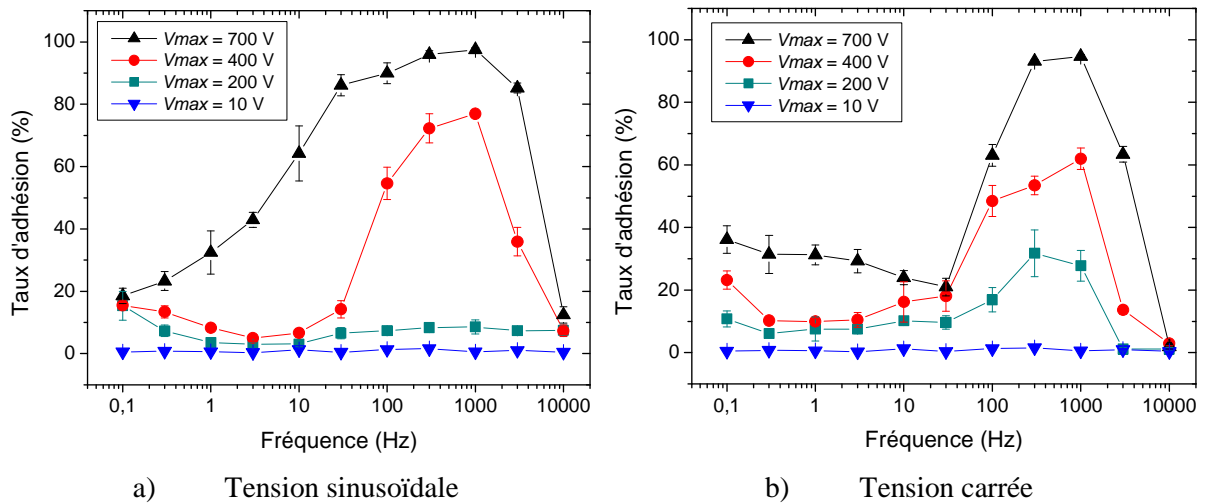 Vmax = 700 V
Vmax = 400 V
Vmax = 200 V
Vmax = 10 V
Taux d'adhésion (%)
100
80
60
40
20
0
0,1 1 10 100 1000 10000
Fréquence (Hz)
a) Tension sinusoïdale
Vmax = 700 V
Vmax = 400 V
Vmax = 200 V
Vmax = 10 V
Taux d'adhésion (%)
100
80
60
40
20
0
0,1 1 10 100 1000 10000
Fréquence (Hz)
b) Tension carrée